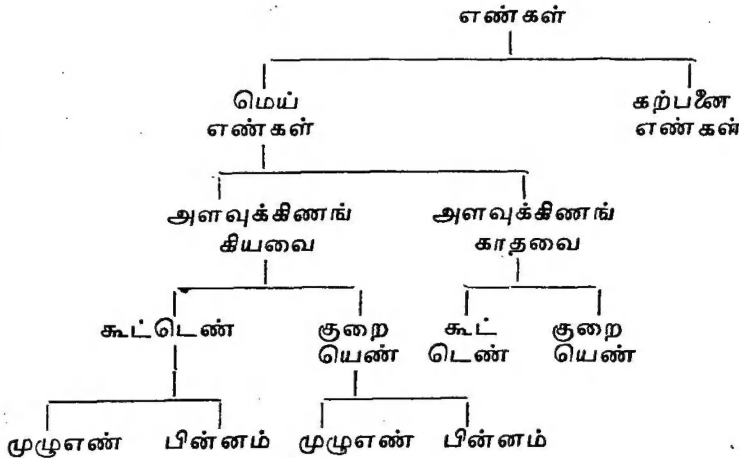 எண்கள்
மெய் கற்பனை
எண்கள் எண்கள்
அளவுக்கிணங் அளவுக்கிணங்
கியவை காதவை
கூட்டெண் குறை கூட் குறை
யெண் டெண் யெண்
முழுஎண் பின்னம் முழுஎண் பின்னம்